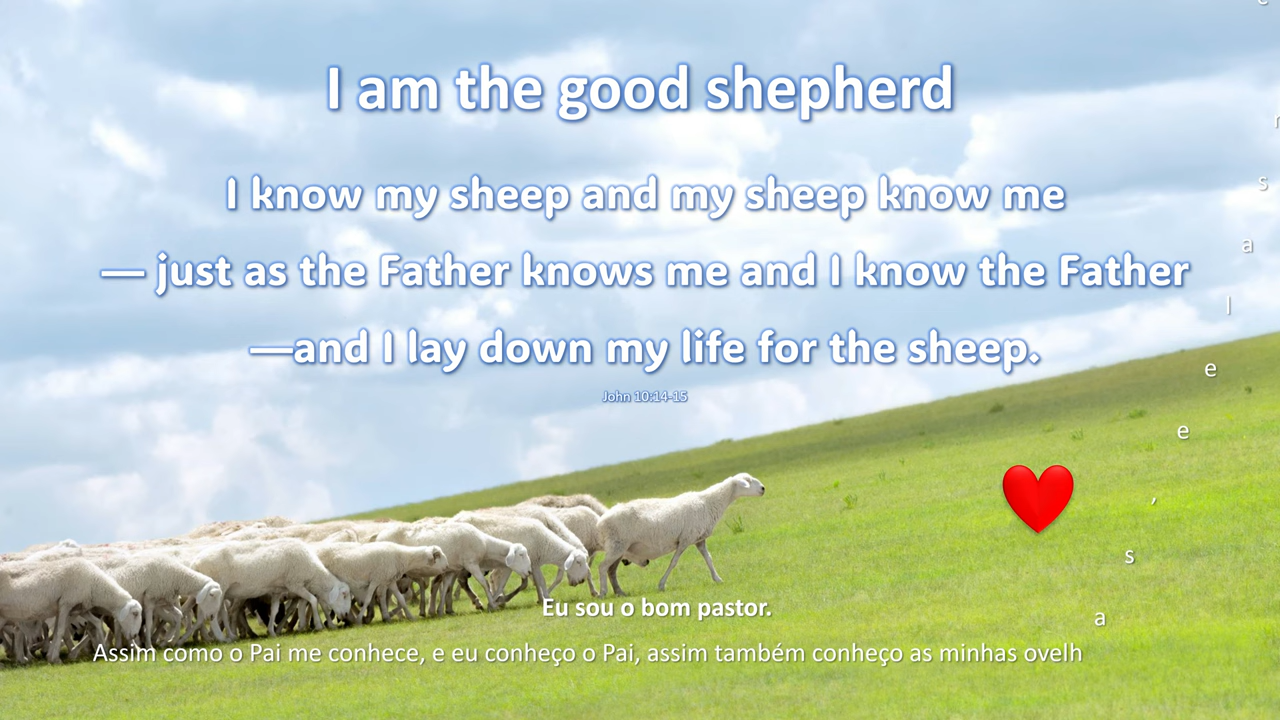 I am the good shepherd
I know my sheep and my sheep know me
— just as the Father knows me and I know the Father
—and I lay down my life for the sheep.
John 10:14-15
Eu sou o bom pastor.
Assim como o Pai me conhece, e eu conheço o Pai, assim também conheço as minhas ovelh
a
s
,
e
e
l
a
s